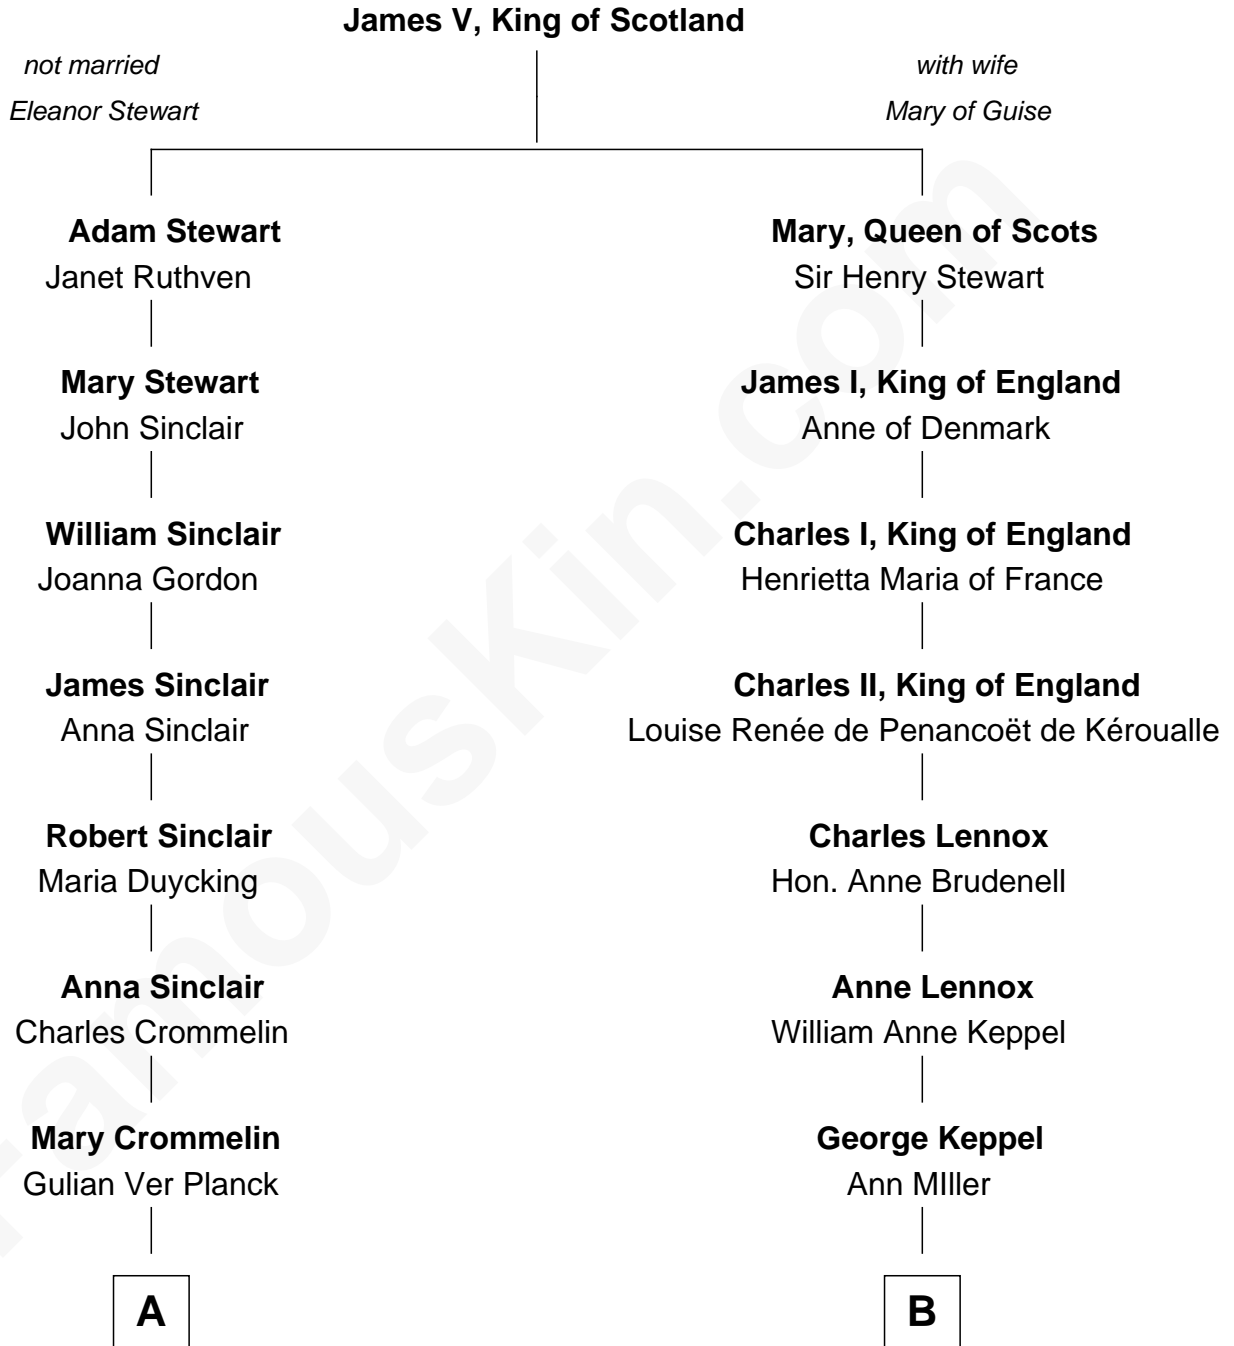 James V, King of Scotland
not married
with wife
Eleanor Stewart
Mary of Guise
Adam Stewart
Janet Ruthven
Mary, Queen of Scots
Sir Henry Stewart
Mary Stewart
John Sinclair
James I, King of England
Anne of Denmark
William Sinclair
Joanna Gordon
Charles I, King of England
Henrietta Maria of France
James Sinclair
Anna Sinclair
Charles II, King of England
Louise Renée de Penancoët de Kéroualle
Robert Sinclair
Maria Duycking
Charles Lennox
Hon. Anne Brudenell
Anna Sinclair
Charles Crommelin
Anne Lennox
William Anne Keppel
Mary Crommelin
Gulian Ver Planck
George Keppel
Ann MIller
A
B
FamousKin.com